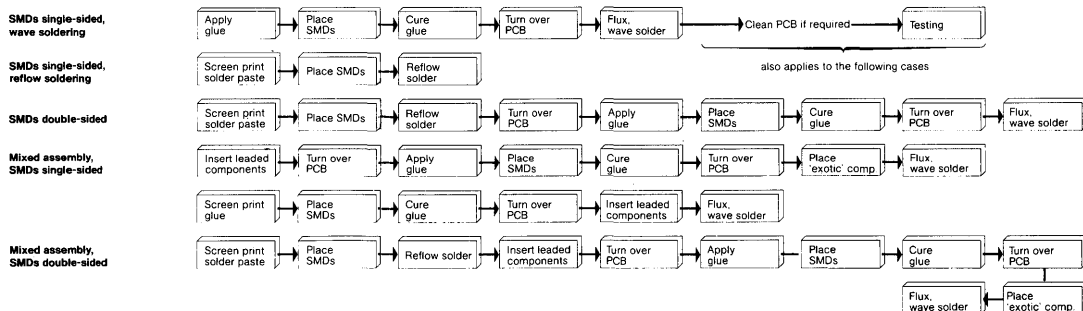 SMDs single-sided,
wave soldering
Apply
glue
Place
SMDs
Cure
glue
Turn over
PCB
Flux,
wave solder
Clean PCB if required
Testing
also applies to the following cases
SMDs single-sided,
reflow soldering
Screen print
solder paste
Place SMDs
Reflow
solder
SMDs double-sided
Screen print
solder paste
Place SMDs
Reflow
solder
Turn over
PCB
Apply
glue
Place
SMDs
Cure
glue
Turn over
PCB
Flux,
wave solder
Mixed assembly,
SMDs single-sided
Insert leaded
components
Turn over
PCB
Apply
glue
Place
SMDs
Cure
glue
Turn over
PCB
Place
'exotic' comp.
Flux,
wave solder
Screen print
glue
Place
SMDs
Cure
glue
Turn over
PCB
Insert leaded
components
Flux,
wave solder
Mixed assembly,
SMDs double-sided
Screen print
solder paste
Place
SMDs
Reflow solder
Insert leaded
components
Turn over
PCB
Apply
glue
Place
SMDs
Cure
glue
Turn over
PCB
Place
'exotic' comp.
Flux,
wave solder